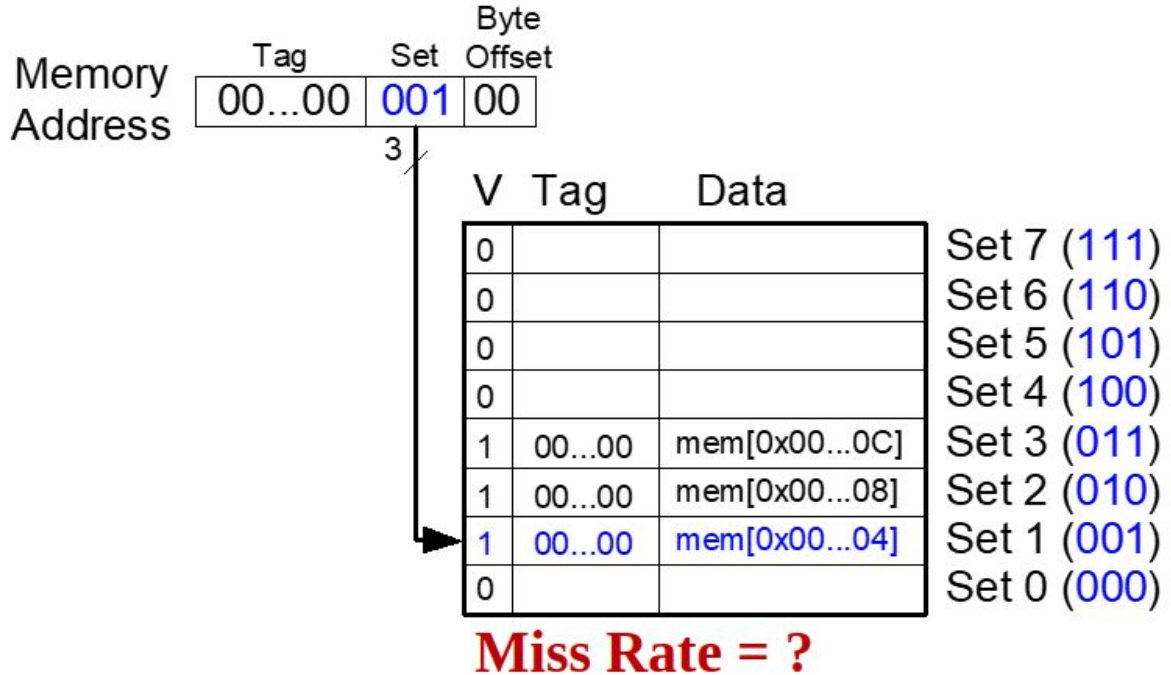 Byte
Tag Set Offset
Memory Address 00...00 001 00
3
V Tag Data
0 Set 7 (111)
0 Set 6 (110)
0 Set 5 (101)
0 Set 4 (100)
1 00...00 mem[0x00...0C] Set 3 (011)
1 00...00 mem[0x00...08] Set 2 (010)
1 00...00 mem[0x00...04] Set 1 (001)
0 Set 0 (000)
Miss Rate = ?